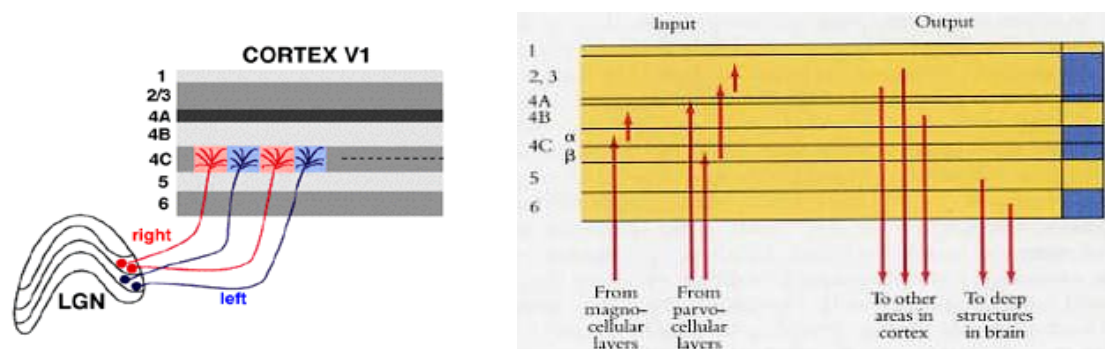 CORTEX V1
1
2/3
4A
4B
4C
5
6
right
left
LGN
Input
Output
1
2, 3
4A
4B
4C α
β
5
6
From
magno-
cellular
layers
From
parvo-
cellular
layers
To other
areas in
cortex
To deep
structures
in brain